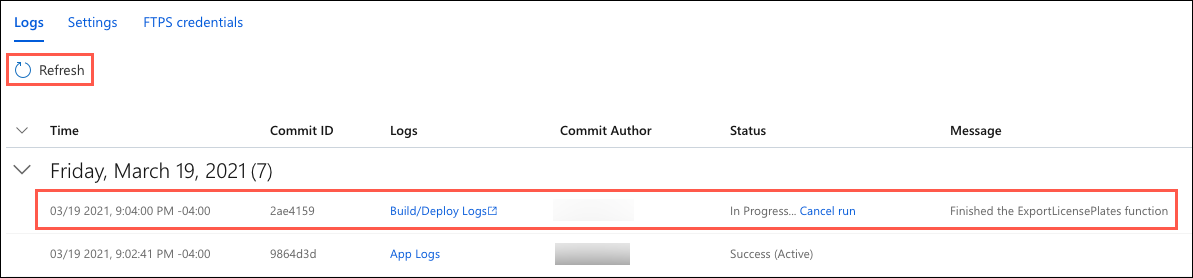 Logs Settings FTPS credentials
Refresh
Time Commit ID Logs Commit Author Status Message
Friday, March 19, 2021 (7)
03/19 2021, 9:04:00 PM -04:00 2ae4159 Build/Deploy Logs In Progress... Cancel run Finished the ExportLicensePlates function
03/19 2021, 9:02:41 PM -04:00 9864d3d App Logs Success (Active)